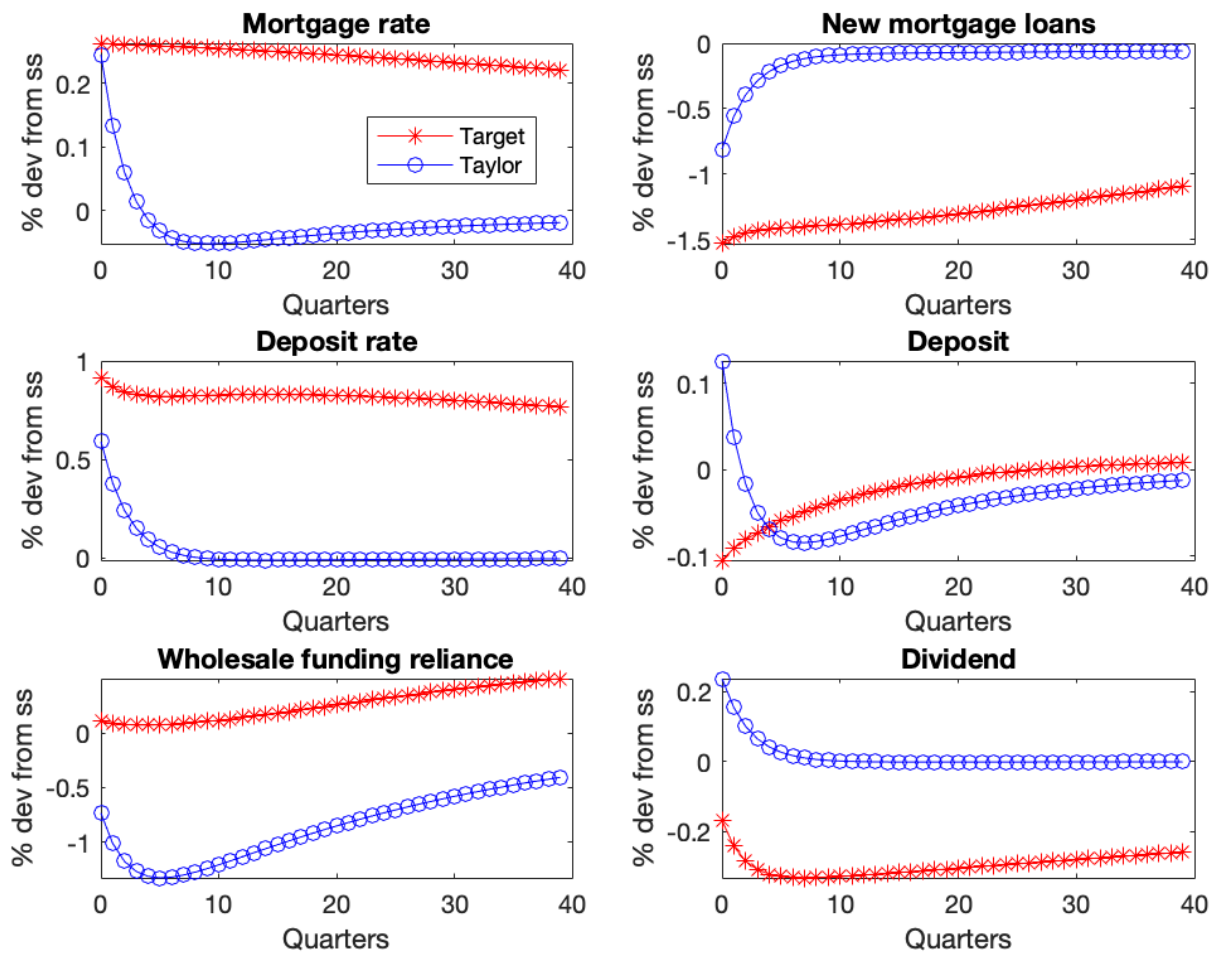 Mortgage rate
% dev from ss
0.2
0.1
0
0 10 20 30 40
Quarters
Target
Taylor
New mortgage loans
% dev from ss
0
-0.5
-1
-1.5
0 10 20 30 40
Quarters
Deposit rate
% dev from ss
1
0.5
0
0 10 20 30 40
Quarters
Deposit
% dev from ss
0.1
0
-0.1
0 10 20 30 40
Quarters
Wholesale funding reliance
% dev from ss
0
-0.5
-1
0 10 20 30 40
Quarters
Dividend
% dev from ss
0.2
0
-0.2
0 10 20 30 40
Quarters